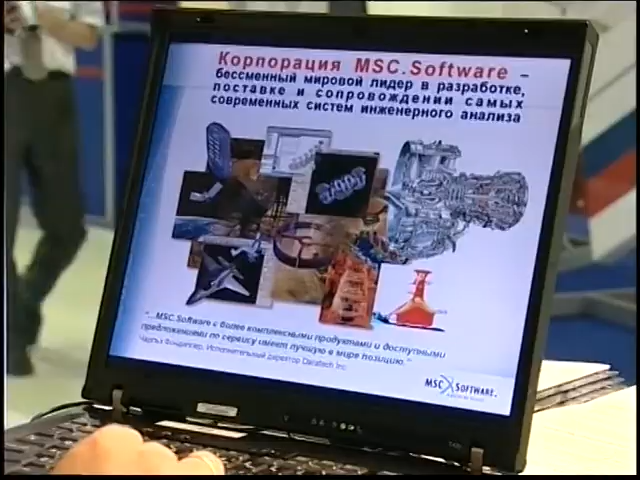 Корпорация MSC.Software –
бессменный мировой лидер в разработке,
поставке и сопровождении самых
современных систем инженерного анализа
"...MSC.Software с более комплексными продуктами и доступными
предложениями по сервису имеет лучшую в мире позицию."
Чарльз Фондиллер, Исполнительный директор Daratech Inc.
MSC SOFTWARE